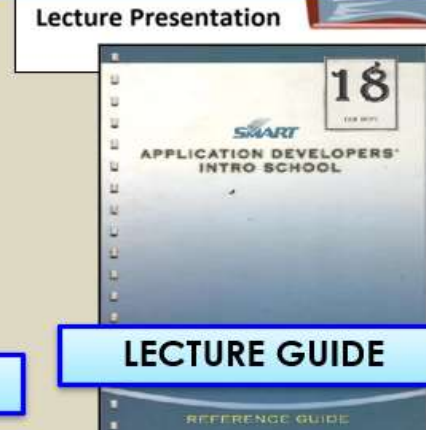 Lecture Presentation
18
SMART
APPLICATION DEVELOPERS'
INTRO SCHOOL
LECTURE GUIDE
REFERENCE GUIDE